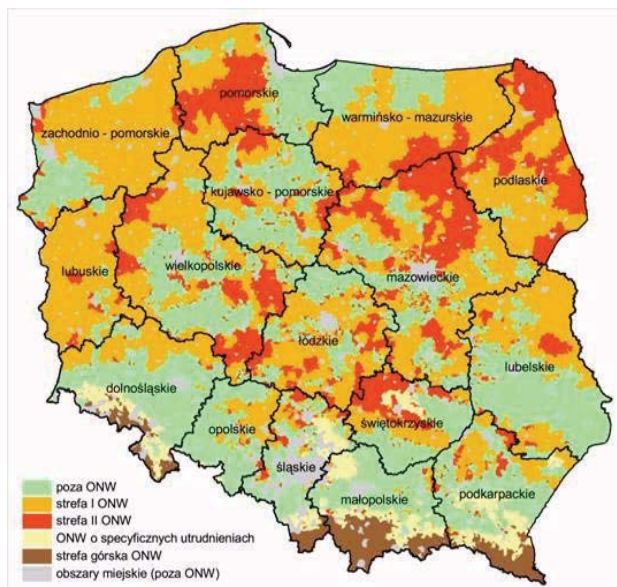 pomorskie
zachodnio - pomorskie
warmińsko - mazurskie
podlaskie
kujawsko - pomorskie
lubuskie
wielkopolskie
mazowieckie
łódzkie
lubelskie
dolnośląskie
opolskie
świętokrzyskie
śląskie
małopolskie
podkarpackie
poza ONW
strefa I ONW
strefa II ONW
ONW o specyficznych utrudnieniach
strefa górska ONW
obszary miejskie (poza ONW)